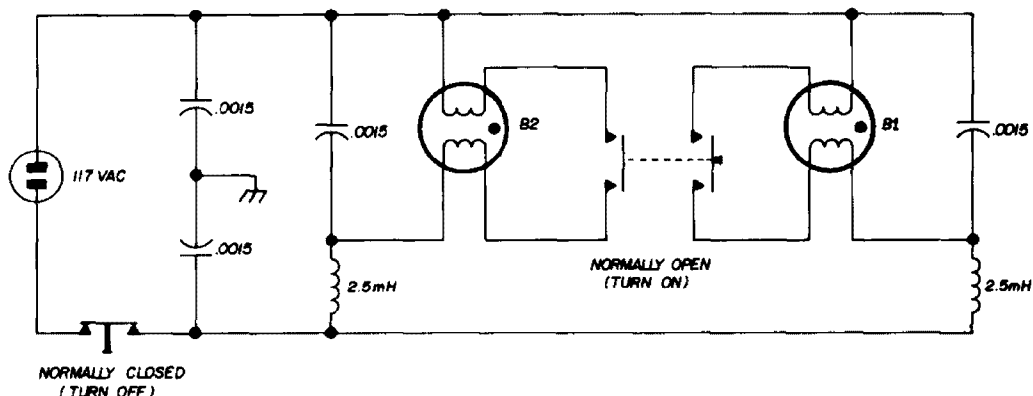 .0015
.0015
B2
B1
.0015
117 VAC
.0015
NORMALLY OPEN
(TURN ON)
2.5mH
2.5mH
NORMALLY CLOSED
(TURN OFF)